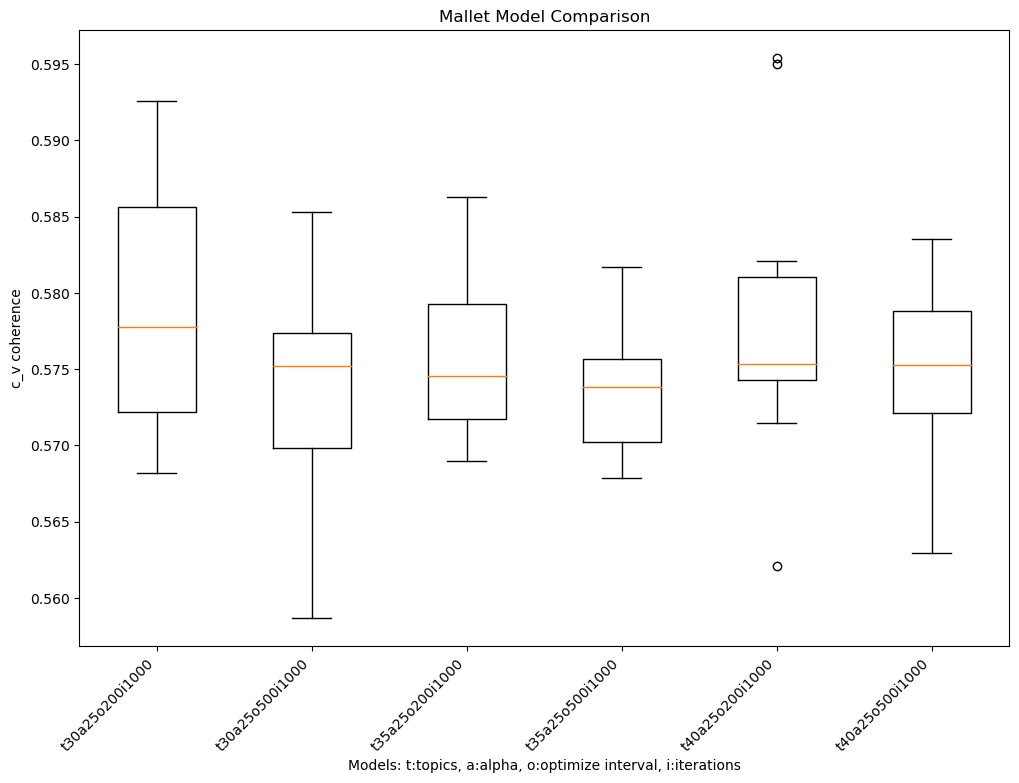 Mallet Model Comparison
c_v coherence
0.595
0.590
0.585
0.580
0.575
0.570
0.565
0.560
t30a25o200i1000
t30a25o500i1000
t35a25o200i1000
t35a25o500i1000
t40a25o200i1000
t40a25o500i1000
Models: t:topics, a:alpha, o:optimize interval, i:iterations